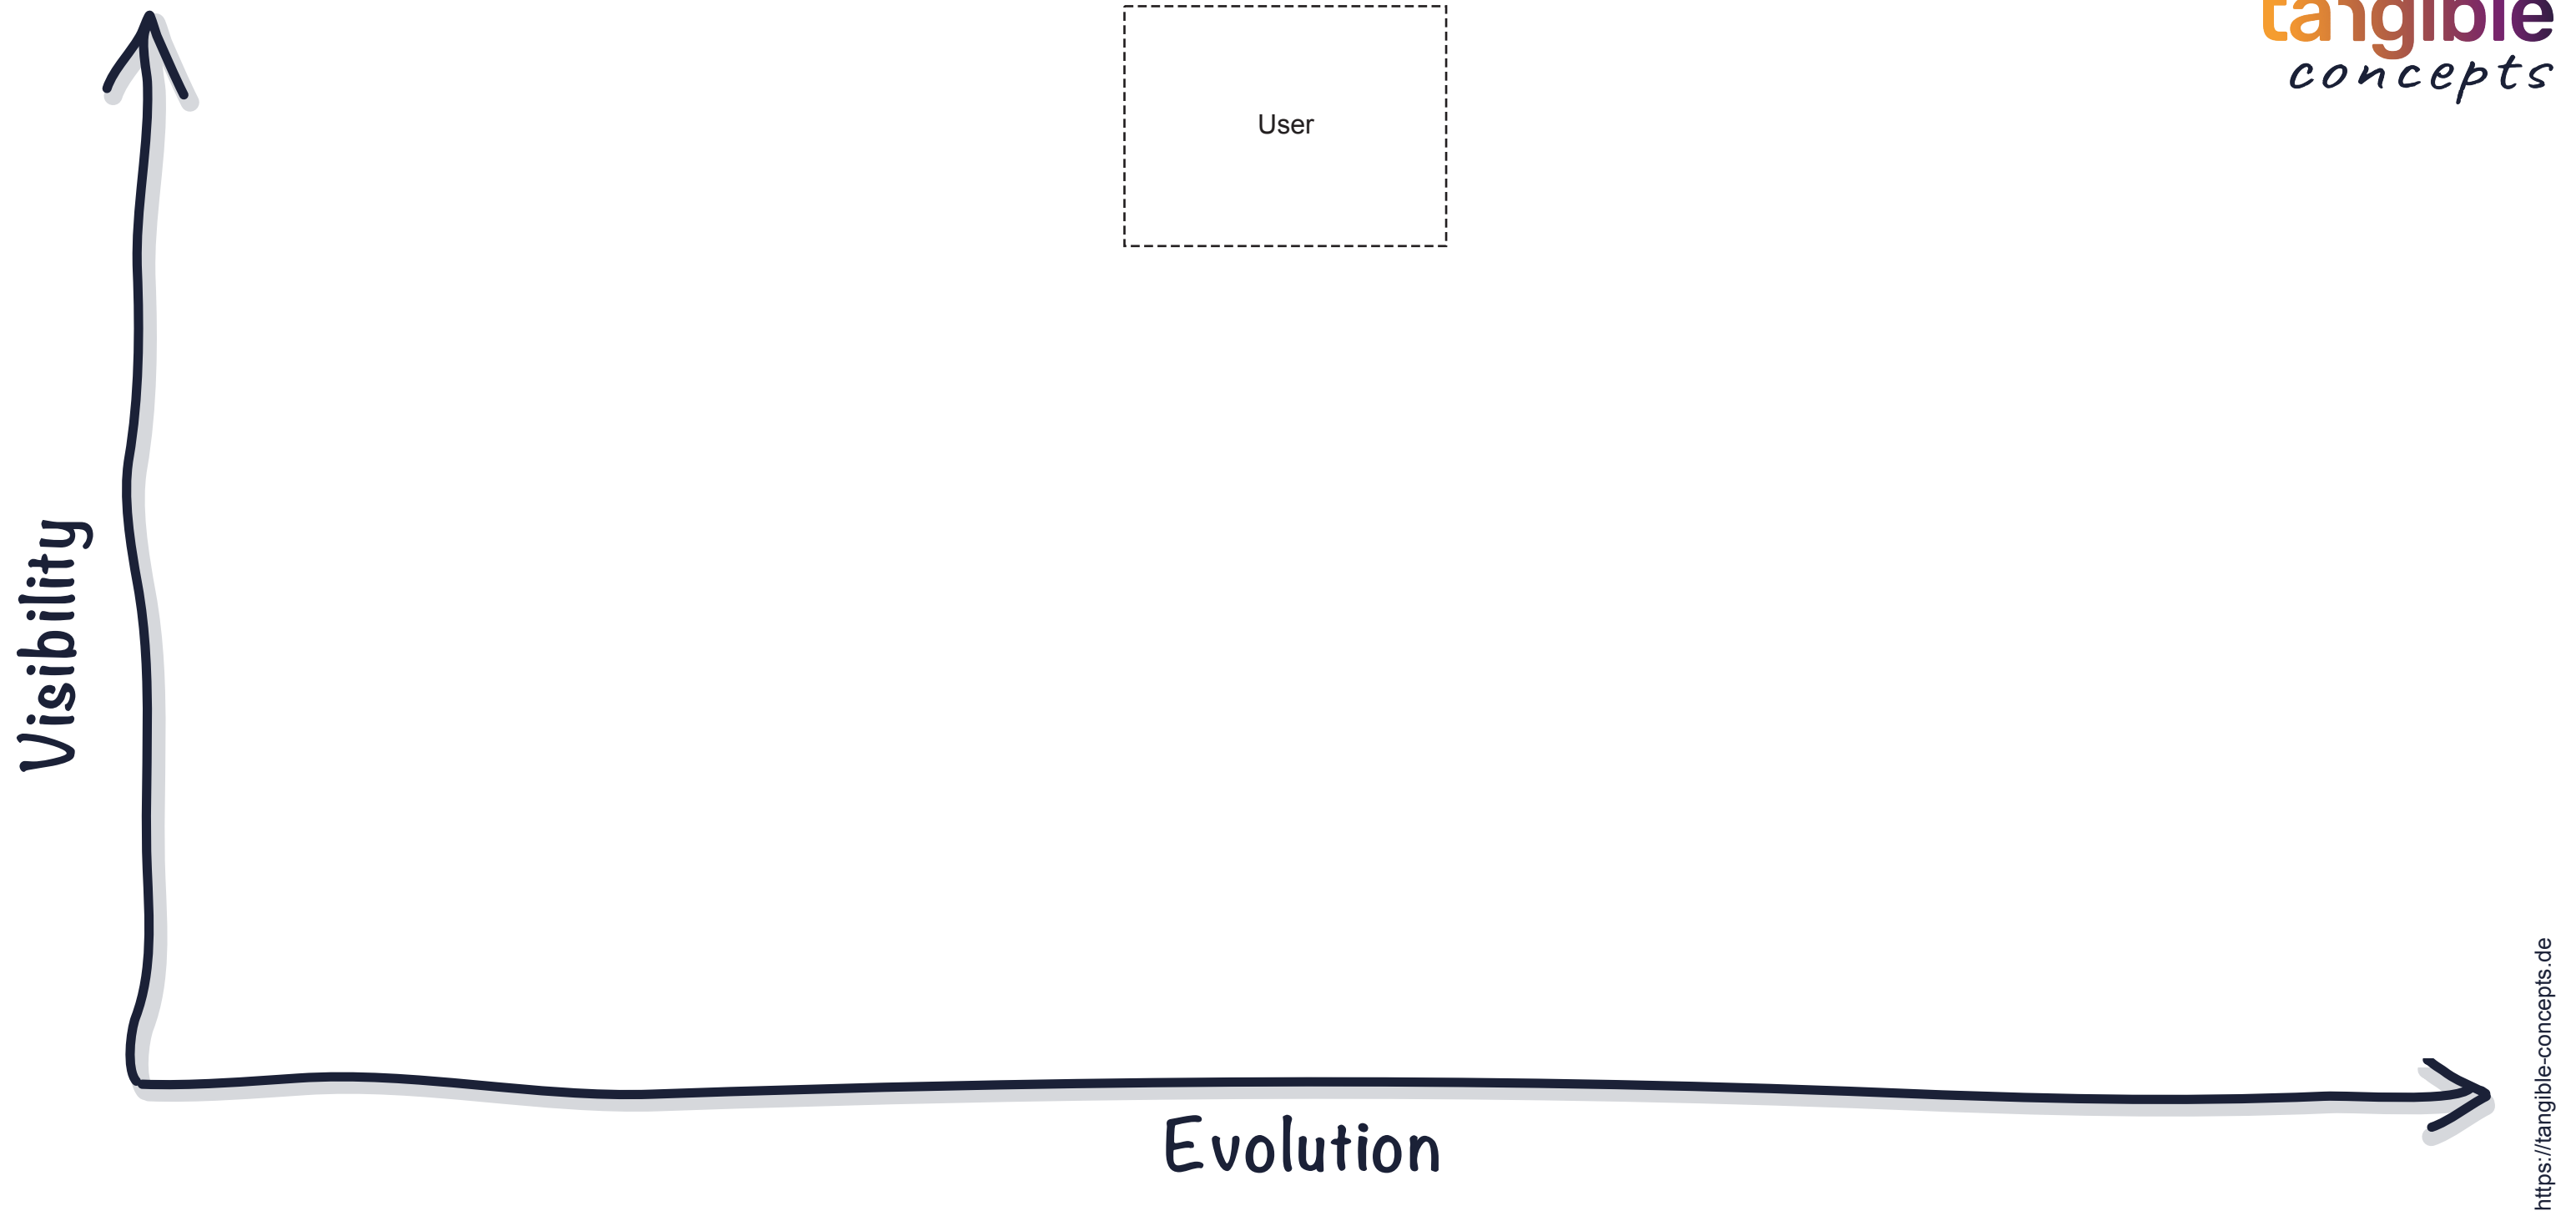 tangible
concepts
User
Visibility
Evolution
https://tangible-concepts.de